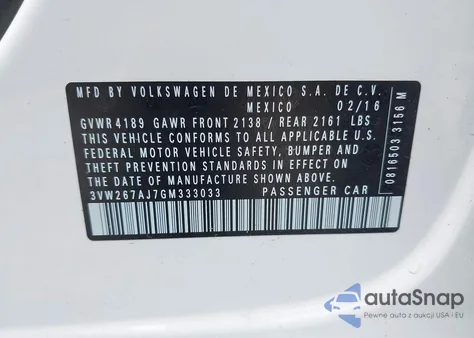 MFD BY VOLKSWAGEN DE MEXICO S.A. DE C.V.
MEXICO 02/16
GVWR 4189 GAWR FRONT 2138 / REAR 2161 LBS
THIS VEHICLE CONFORMS TO ALL APPLICABLE U.S.
FEDERAL MOTOR VEHICLE SAFETY, BUMPER AND
THEFT PREVENTION STANDARDS IN EFFECT ON
THE DATE OF MANUFACTURE SHOWN ABOVE.
3VW267AJ7GM333033 PASSENGER CAR
0816503 3156 M
autoSnap
Pewne auta z aukcji USA i EU